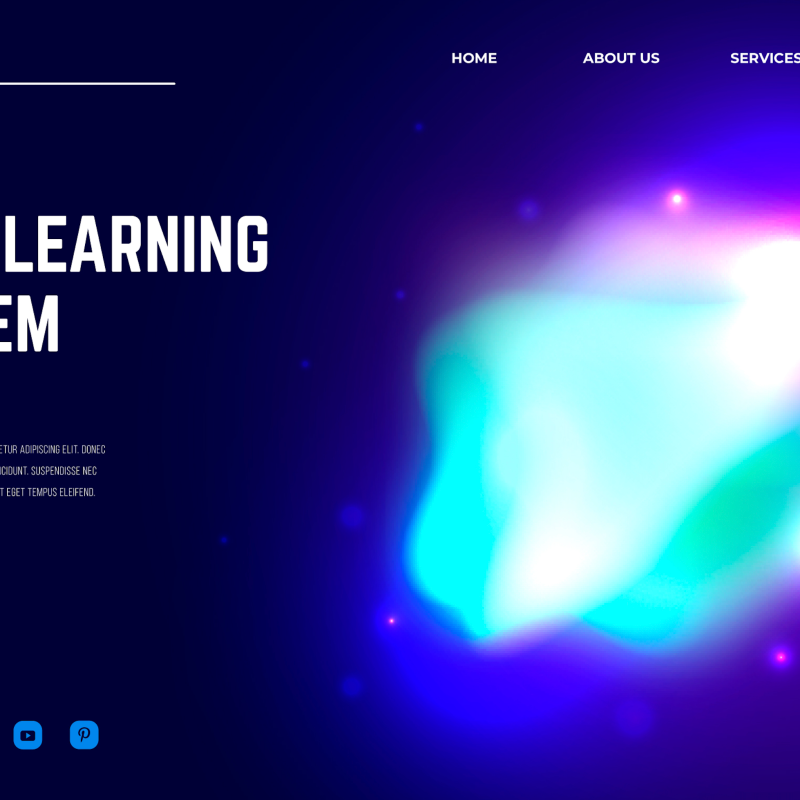 HOME ABOUT US SERVICES
LEARNING
EM
ETUR ADIPISCING ELIT. DONEC
CIDUNT. SUSPENDISSE NEC
T EGET TEMPUS ELEIFEND.